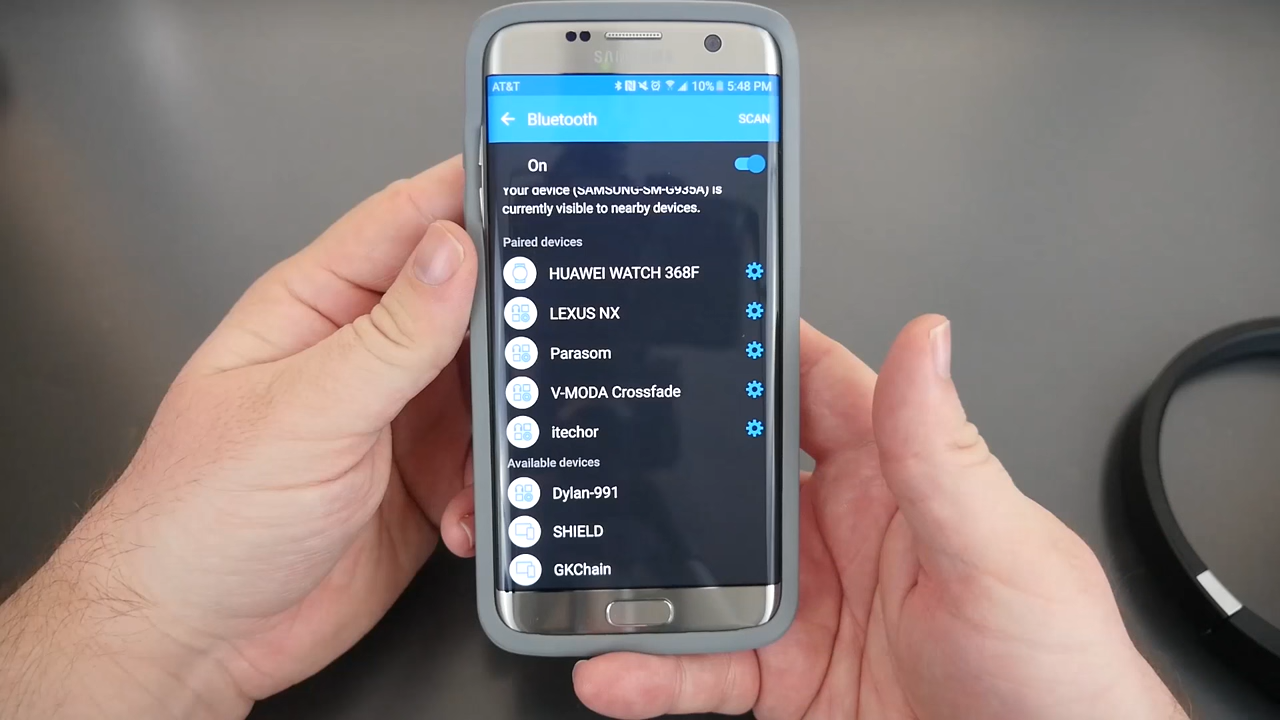 SAMSUNG
AT&T 10% 5:48 PM
Bluetooth SCAN
On
Your device (SAMSUNG-SM-G935A) is
currently visible to nearby devices.
Paired devices
HUAWEI WATCH 368F
LEXUS NX
Parasom
V-MODA Crossfade
itechor
Available devices
Dylan-991
SHIELD
GKChain